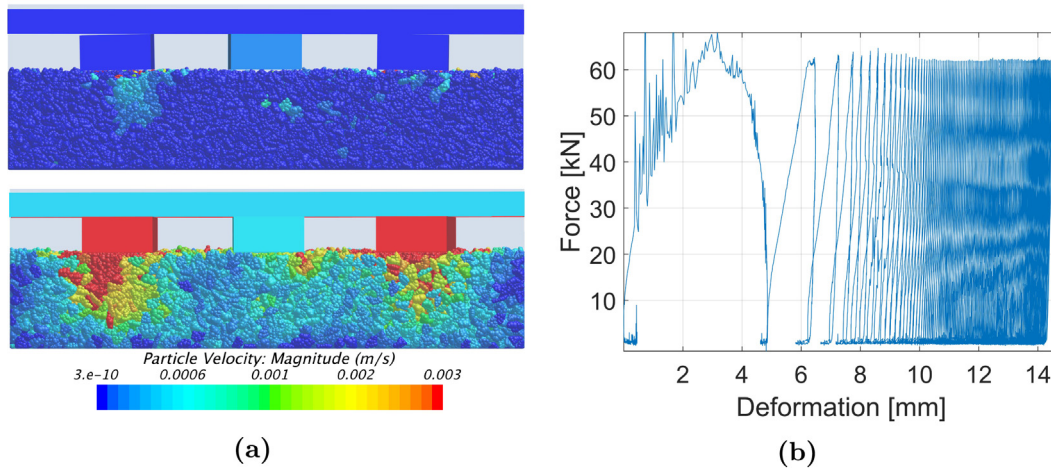 Particle Velocity: Magnitude (m/s)
3.e-10 0.0006 0.001 0.002 0.003
(a)
Force [kN]
60
50
40
30
20
10
2 4 6 8 10 12 14
Deformation [mm]
(b)